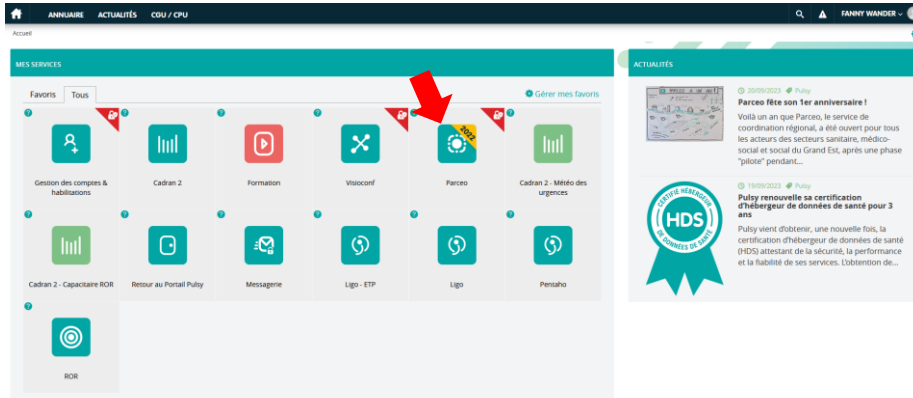 ANNUAIRE ACTUALITÉS CGU / CPU FANNY WANDER
Accueil
MES SERVICES
Favoris Tous Gérer mes favoris
Gestion des comptes &
habilitations
Cadran 2
Formation
Visioconf
2022
Parceo
Cadran 2 - Météo des
urgences
Cadran 2 - Capacitaire ROR
Retour au Portail Pulsy
Messagerie
Ligo - ETP
Ligo
Pentaho
ROR
ACTUALITÉS
20/09/2023 Pulsy
Parceo fête son 1er anniversaire !
Voilà un an que Parceo, le service de
coordination régional, a été ouvert pour tous
les acteurs des secteurs sanitaire, médico-
social et social du Grand Est, après une phase
"pilote" pendant...
CERTIFIÉ HÉBERGEUR
HDS
DONNÉES DE SANTÉ
19/09/2023 Pulsy
Pulsy renouvelle sa certification
d'hébergeur de données de santé pour 3
ans
Pulsy vient d'obtenir, une nouvelle fois, la
certification d'hébergeur de données de santé
(HDS) attestant de la sécurité, la performance
et la fiabilité de ses services. L'obtention de...